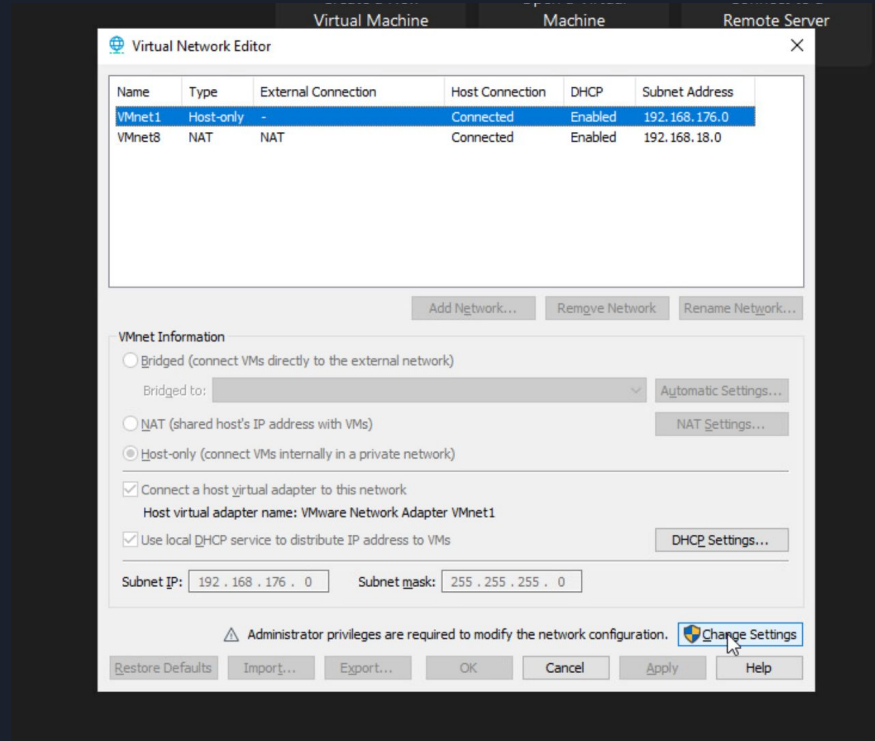 Virtual Machine
Machine
Remote Server
Virtual Network Editor
Name Type External Connection Host Connection DHCP Subnet Address
VMnet1 Host-only - Connected Enabled 192.168.176.0
VMnet8 NAT NAT Connected Enabled 192.168.18.0
Add Network... Remove Network Rename Network...
VMnet Information
Bridged (connect VMs directly to the external network)
Bridged to: Automatic Settings...
NAT (shared host's IP address with VMs) NAT Settings...
Host-only (connect VMs internally in a private network)
Connect a host virtual adapter to this network
Host virtual adapter name: VMware Network Adapter VMnet1
Use local DHCP service to distribute IP address to VMs DHCP Settings...
Subnet IP: 192 . 168 . 176 . 0 Subnet mask: 255 . 255 . 255 . 0
Administrator privileges are required to modify the network configuration. Change Settings
Restore Defaults Import... Export... OK Cancel Apply Help